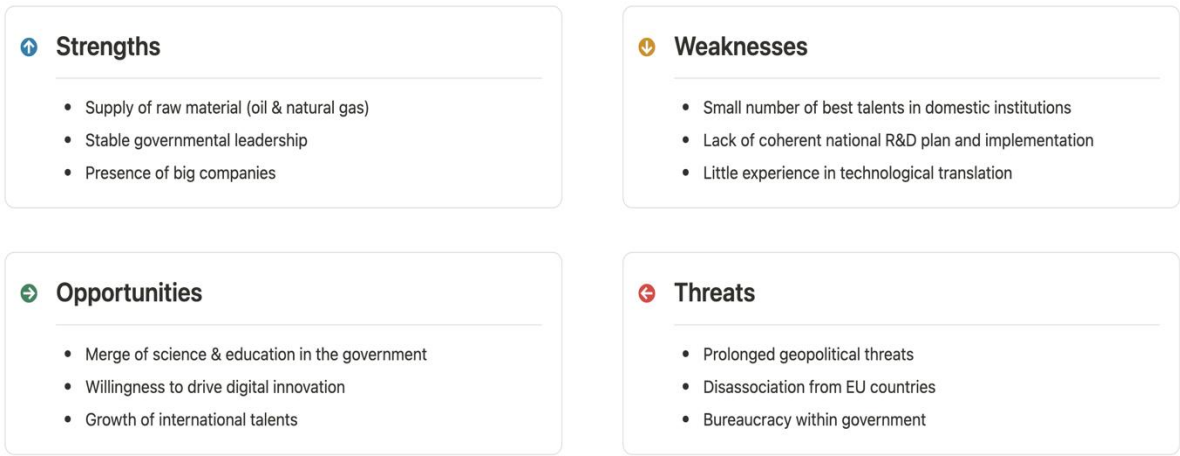 Strengths
Supply of raw material (oil & natural gas)
Stable governmental leadership
Presence of big companies
Weaknesses
Small number of best talents in domestic institutions
Lack of coherent national R&D plan and implementation
Little experience in technological translation
Opportunities
Merge of science & education in the government
Willingness to drive digital innovation
Growth of international talents
Threats
Prolonged geopolitical threats
Disassociation from EU countries
Bureaucracy within government